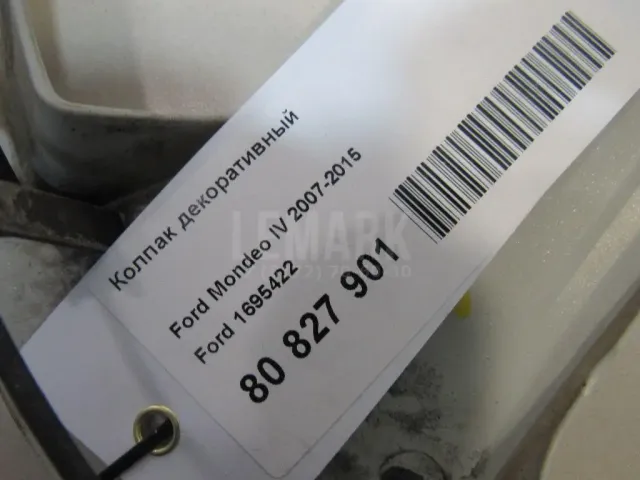 Колпак декоративный
Ford Mondeo IV 2007-2015
Ford 1695422
80 827 901
LEMARK